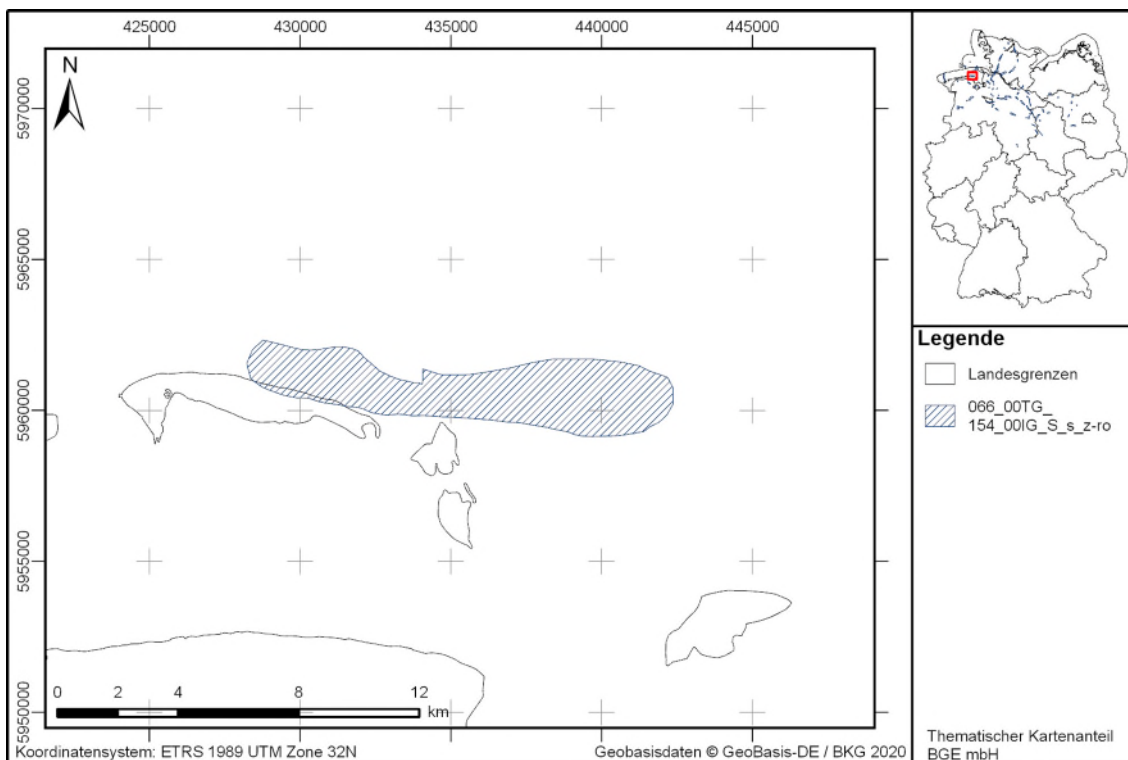 425000 430000 435000 440000 445000
N
5970000
5965000
5960000
5955000
5950000
0 2 4 8 12
km
Koordinatensystem: ETRS 1989 UTM Zone 32N
Geobasisdaten © GeoBasis-DE / BKG 2020
Legende
Landesgrenzen
066_00TG_
154_00IG_S_s_z-ro
Thematischer Kartenanteil
BGE mbH